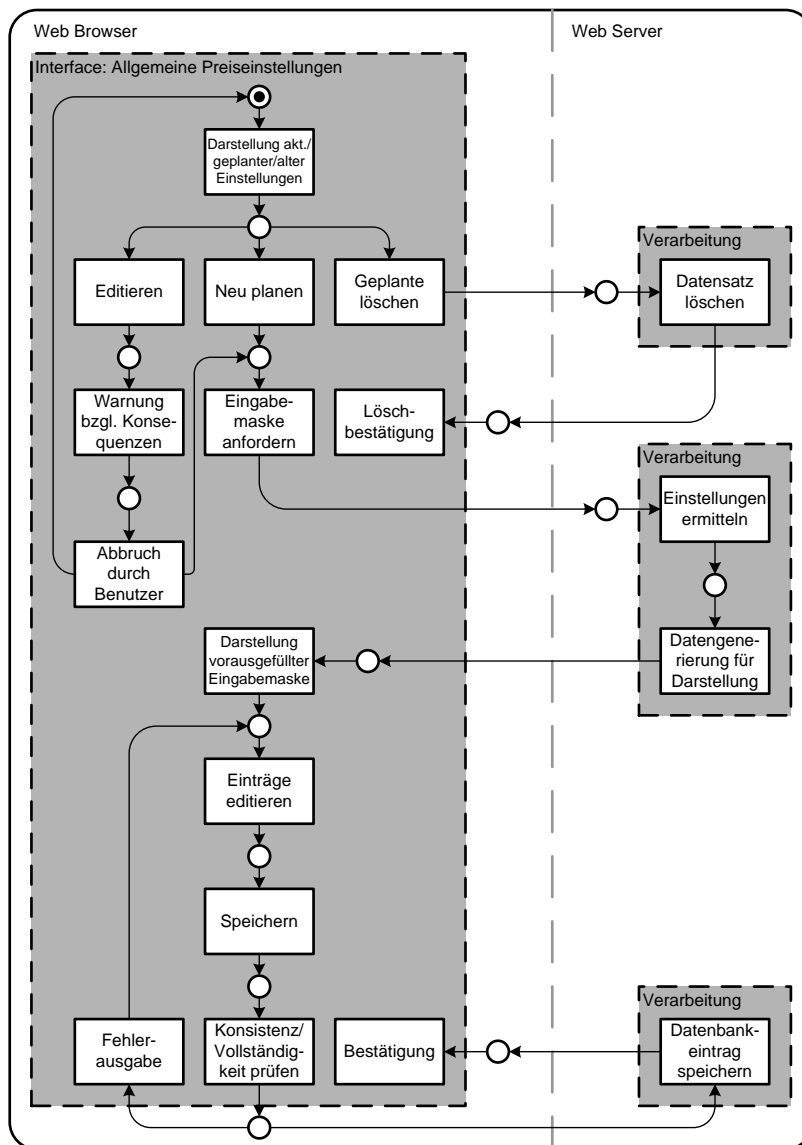 Web Browser
Web Server
Interface: Allgemeine Preiseinstellungen
Darstellung akt./
geplanter/alter
Einstellungen
Verarbeitung
Editieren
Neu planen
Geplante
löschen
Datensatz
löschen
Warnung
bzgl. Konse-
quenzen
Eingabe-
maske
anfordern
Lösch-
bestätigung
Verarbeitung
Einstellungen
ermitteln
Abbruch
durch
Benutzer
Darstellung
vorausgefüllter
Eingabemaske
Datengene-
rierung für
Darstellung
Einträge
editieren
Speichern
Verarbeitung
Fehler-
ausgabe
Konsistenz/
Vollständig-
keit prüfen
Bestätigung
Datenbank-
eintrag
speichern